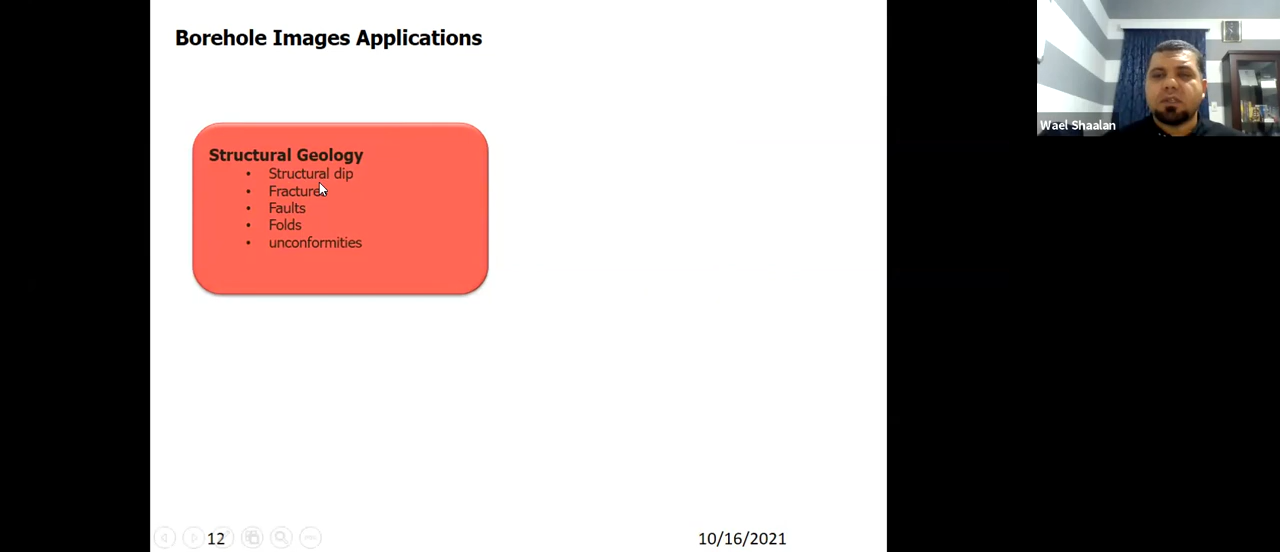 Borehole Images Applications
Wael Shaalan
Structural Geology
• Structural dip
• Fractures
• Faults
• Folds
• unconformities
12
10/16/2021